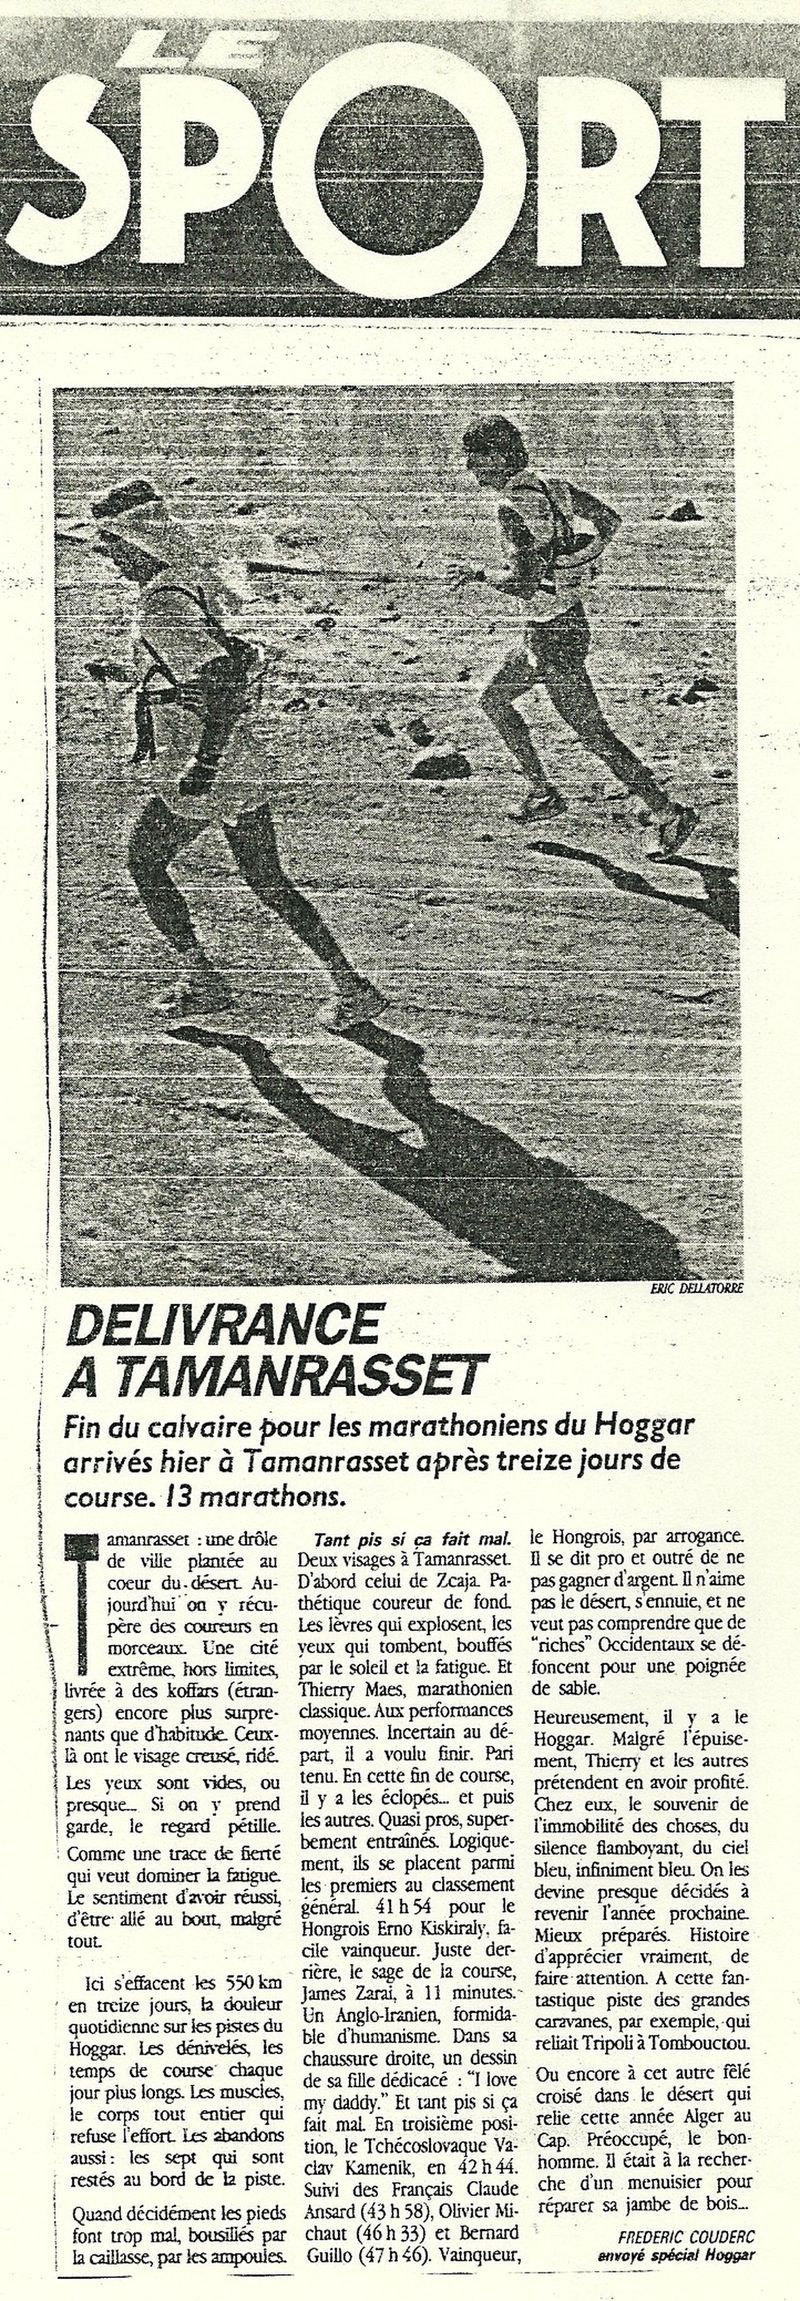 LE
SPORT
ERIC DELLATORRE
DELIVRANCE
A TAMANRASSET
Fin du calvaire pour les marathoniens du Hoggar
arrivés hier à Tamanrasset après treize jours de
course. 13 marathons.
Tamanrasset : une drôle
de ville plantée au
coeur du désert. Au-
jourd'hui on y récu-
père des coureurs en
morceaux. Une cité
extrême, hors limites,
livrée à des koffars (étran-
gers) encore plus surpre-
nants que d'habitude. Ceux-
là ont le visage creusé, ridé.
Les yeux sont vides, ou
presque... Si on y prend
garde, le regard pétille.
Comme une trace de fierté
qui veut dominer la fatigue.
Le sentiment d'avoir réussi,
d'être allé au bout, malgré
tout.
Ici s'effacent les 550 km
en treize jours, la douleur
quotidienne sur les pistes du
Hoggar. Les dénivelés, les
temps de course chaque
jour plus longs. Les muscles,
le corps tout entier qui
refuse l'effort. Les abandons
aussi : les sept qui sont
restés au bord de la piste.
Quand décidément les pieds
font trop mal, bousillés par
la caillasse, par les ampoules.
Tant pis si ça fait mal.
Deux visages à Tamanrasset.
D'abord celui de Zcaja. Pa-
thétique coureur de fond.
Les lèvres qui explosent, les
yeux qui tombent, bouffés
par le soleil et la fatigue. Et
Thierry Maes, marathonien
classique. Aux performances
moyennes. Incertain au dé-
part, il a voulu finir. Pari
tenu. En cette fin de course,
il y a les éclopés... et puis
les autres. Quasi pros, super-
bement entraînés. Logique-
ment, ils se placent parmi
les premiers au classement
général. 41 h 54 pour le
Hongrois Erno Kiskiraly, fa-
cile vainqueur. Juste der-
rière, le sage de la course,
James Zarai, à 11 minutes.
Un Anglo-Iranien, formida-
ble d'humanisme. Dans sa
chaussure droite, un dessin
de sa fille dédicacé : "I love
my daddy." Et tant pis si ça
fait mal. En troisième posi-
tion, le Tchécoslovaque Va-
clav Kamenik, en 42 h 44.
Suivi des Français Claude
Ansard (43 h 58), Olivier Mi-
chaut (46 h 33) et Bernard
Guillo (47 h 46). Vainqueur,
le Hongrois, par arrogance.
Il se dit pro et outré de ne
pas gagner d'argent. Il n'aime
pas le désert, s'ennuie, et ne
veut pas comprendre que de
"riches" Occidentaux se dé-
foncent pour une poignée
de sable.
Heureusement, il y a le
Hoggar. Malgré l'épuise-
ment, Thierry et les autres
prétendent en avoir profité.
Chez eux, le souvenir de
l'immobilité des choses, du
silence flamboyant, du ciel
bleu, infiniment bleu. On les
devine presque décidés à
revenir l'année prochaine.
Mieux préparés. Histoire
d'apprécier vraiment, de
faire attention. A cette fan-
tastique piste des grandes
caravanes, par exemple, qui
reliait Tripoli à Tombouctou.
Ou encore à cet autre fêlé
croisé dans le désert qui
relie cette année Alger au
Cap. Préoccupé, le bon-
homme. Il était à la recher-
che d'un menuisier pour
réparer sa jambe de bois...
FREDERIC COUDERC
envoyé spécial Hoggar